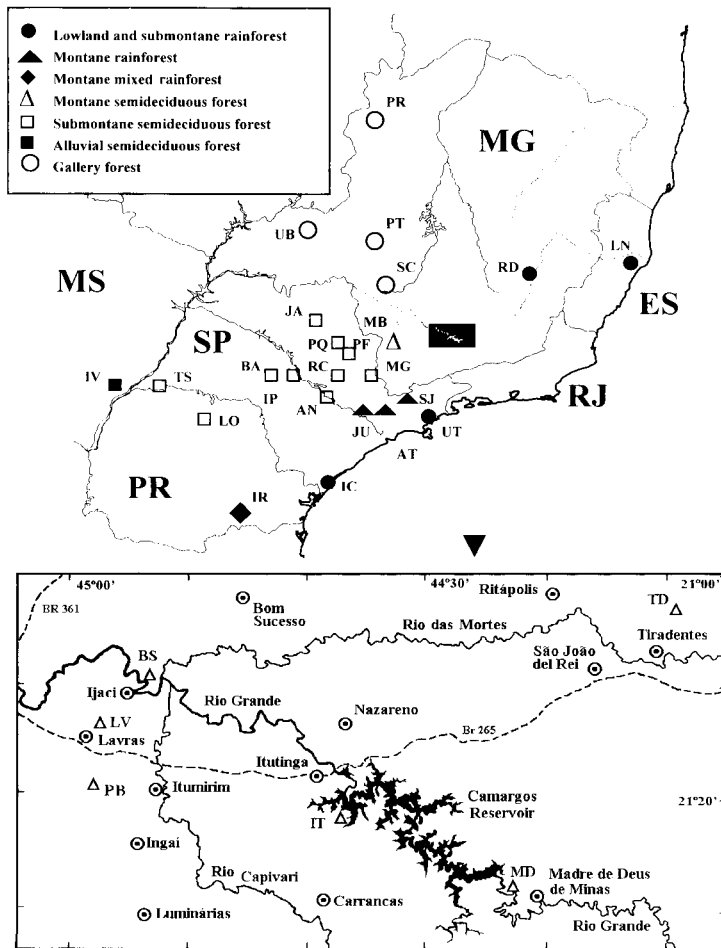 Lowland and submontane rainforest
Montane rainforest
Montane mixed rainforest
Montane semideciduous forest
Submontane semideciduous forest
Alluvial semideciduous forest
Gallery forest
PR
MG
UB
PT
SC
RD
LN
MS
ES
JA
MB
SP
PQ
PF
BA
RC
MG
IV
TS
IP
AN
SJ
RJ
LO
JU
UT
AT
PR
IC
IR
45°00'
44°30'
21°00'
BR 361
Bom
Sucesso
Ritápolis
TD
Rio das Mortes
Tiradentes
São João
del Rei
BS
Ijaci
Rio Grande
Nazareno
LV
Lavras
Br 265
Itutinga
PB
Itumirim
Camargos
Reservoir
21°20'
IT
Ingaí
Rio
Capivari
MD
Madre de Deus
de Minas
Carrancas
Luminárias
Rio Grande